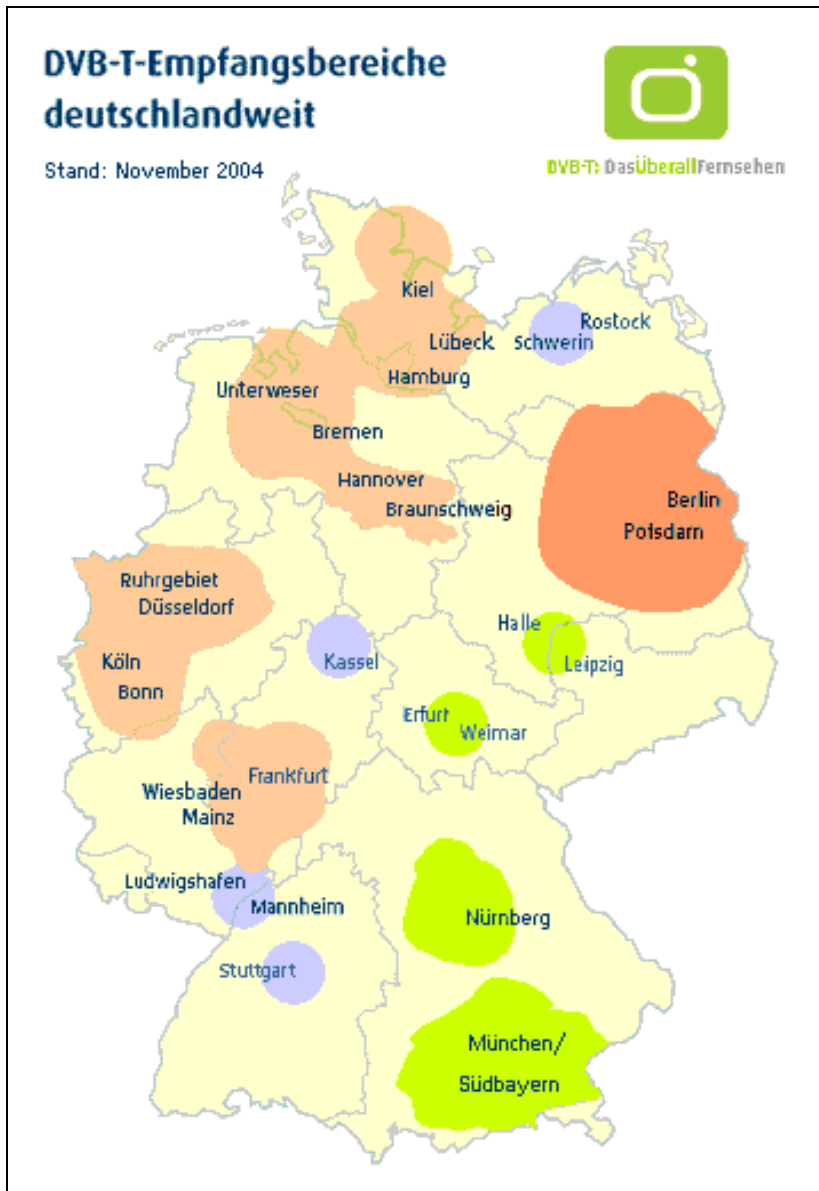 DVB-T-Empfangsbereiche
deutschlandweit
Stand: November 2004
DVB-T: DasÜberallFernsehen
Kiel
Rostock
Lübeck
Schwerin
Hamburg
Unterweser
Bremen
Hannover
Braunschweig
Berlin
Potsdam
Ruhrgebiet
Düsseldorf
Halle
Leipzig
Köln
Bonn
Kassel
Erfurt
Weimar
Frankfurt
Wiesbaden
Mainz
Ludwigshafen
Mannheim
Nürnberg
Stuttgart
München/
Südbayern